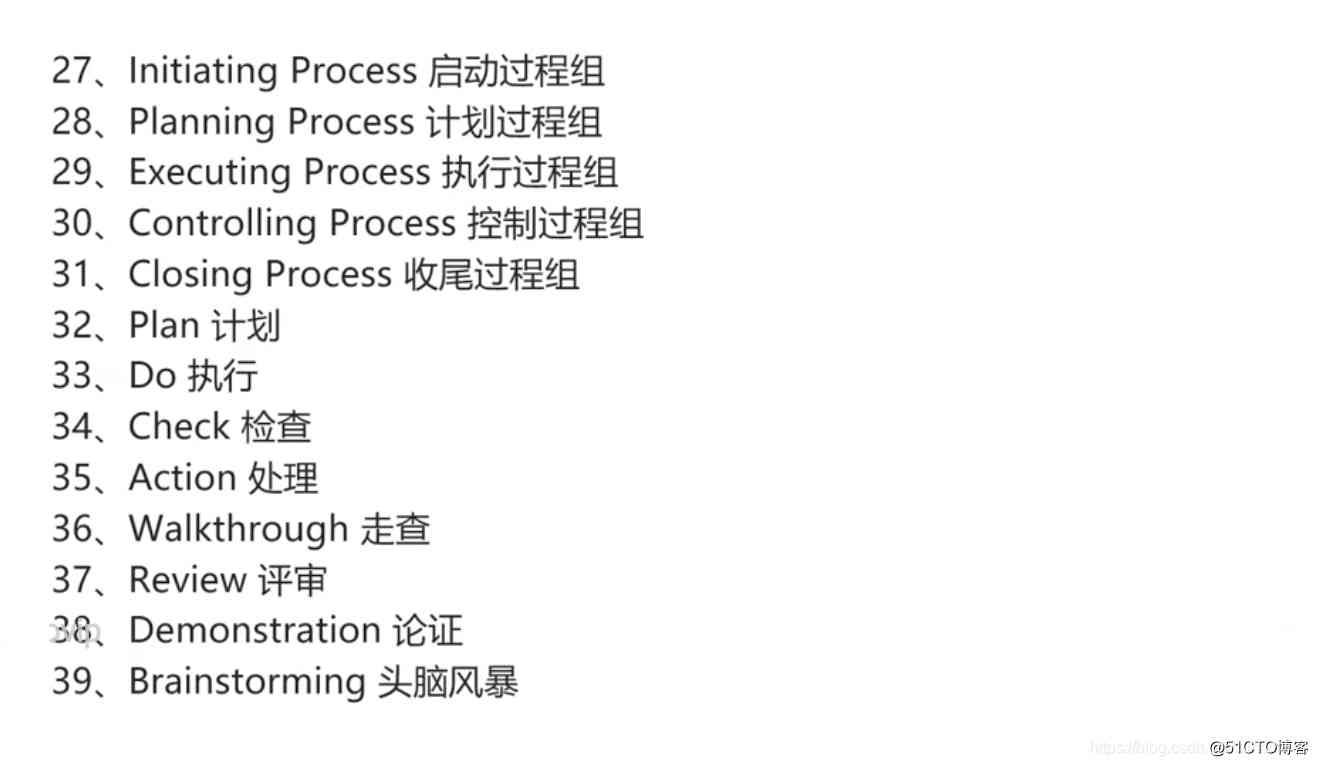 27、Initiating Process 启动过程组
28、Planning Process 计划过程组
29、Executing Process 执行过程组
30、Controlling Process 控制过程组
31、Closing Process 收尾过程组
32、Plan 计划
33、Do 执行
34、Check 检查
35、Action 处理
36、Walkthrough 走查
37、Review 评审
38、Demonstration 论证
39、Brainstorming 头脑风暴
https://blog.csdn @51CTO博客